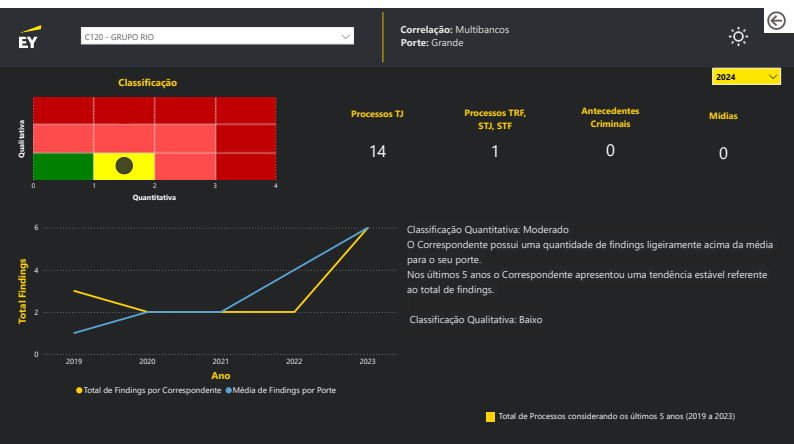 EY
C120 - GRUPO RIO
Correlação: Multibancos
Porte: Grande
2024
Classificação
Qualitativa
0 1 2 3 4
Quantitativa
Processos TJ
14
Processos TRF,
STJ, STF
1
Antecedentes
Criminais
0
Mídias
0
Total Findings
6
4
2
0
2019 2020 2021 2022 2023
Ano
Total de Findings por Correspondente Média de Findings por Porte
Classificação Quantitativa: Moderado
O Correspondente possui uma quantidade de findings ligeiramente acima da média
para o seu porte.
Nos últimos 5 anos o Correspondente apresentou uma tendência estável referente
ao total de findings.
Classificação Qualitativa: Baixo
Total de Processos considerando os últimos 5 anos (2019 a 2023)